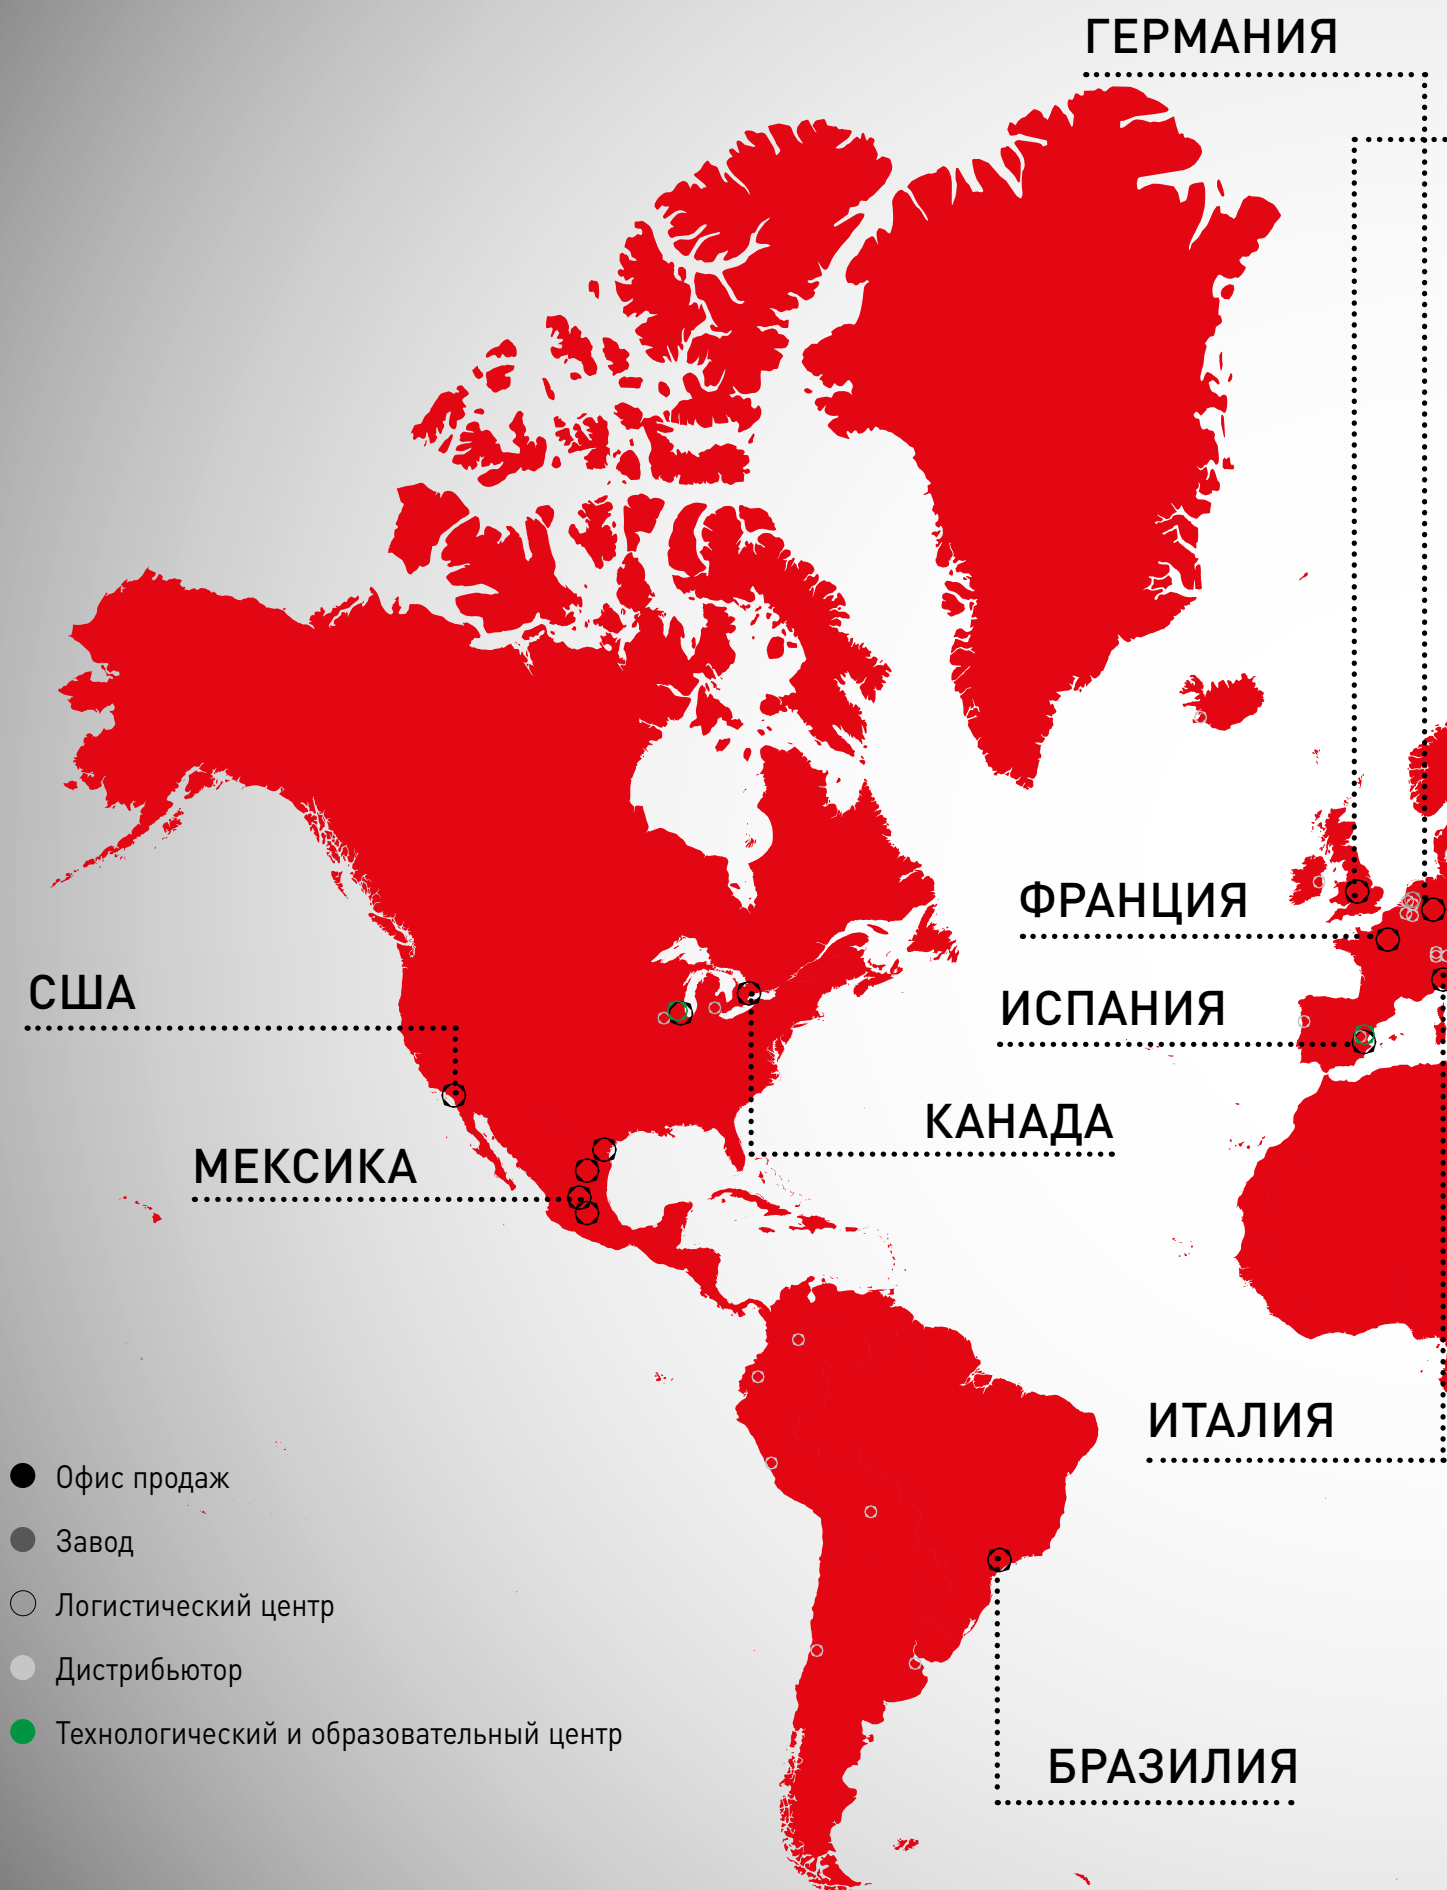 ГЕРМАНИЯ
ФРАНЦИЯ
США
ИСПАНИЯ
КАНАДА
МЕКСИКА
ИТАЛИЯ
Офис продаж
Завод
Логистический центр
Дистрибьютор
Технологический и образовательный центр
БРАЗИЛИЯ